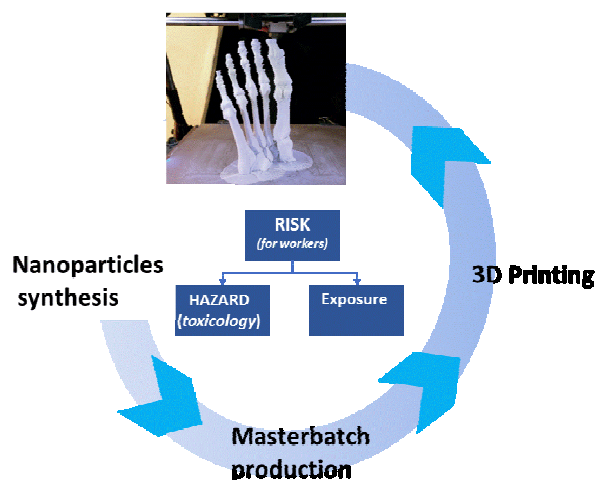 RISK
(for workers)
HAZARD
(toxicology)
Exposure
Nanoparticles
synthesis
3D Printing
Masterbatch
production